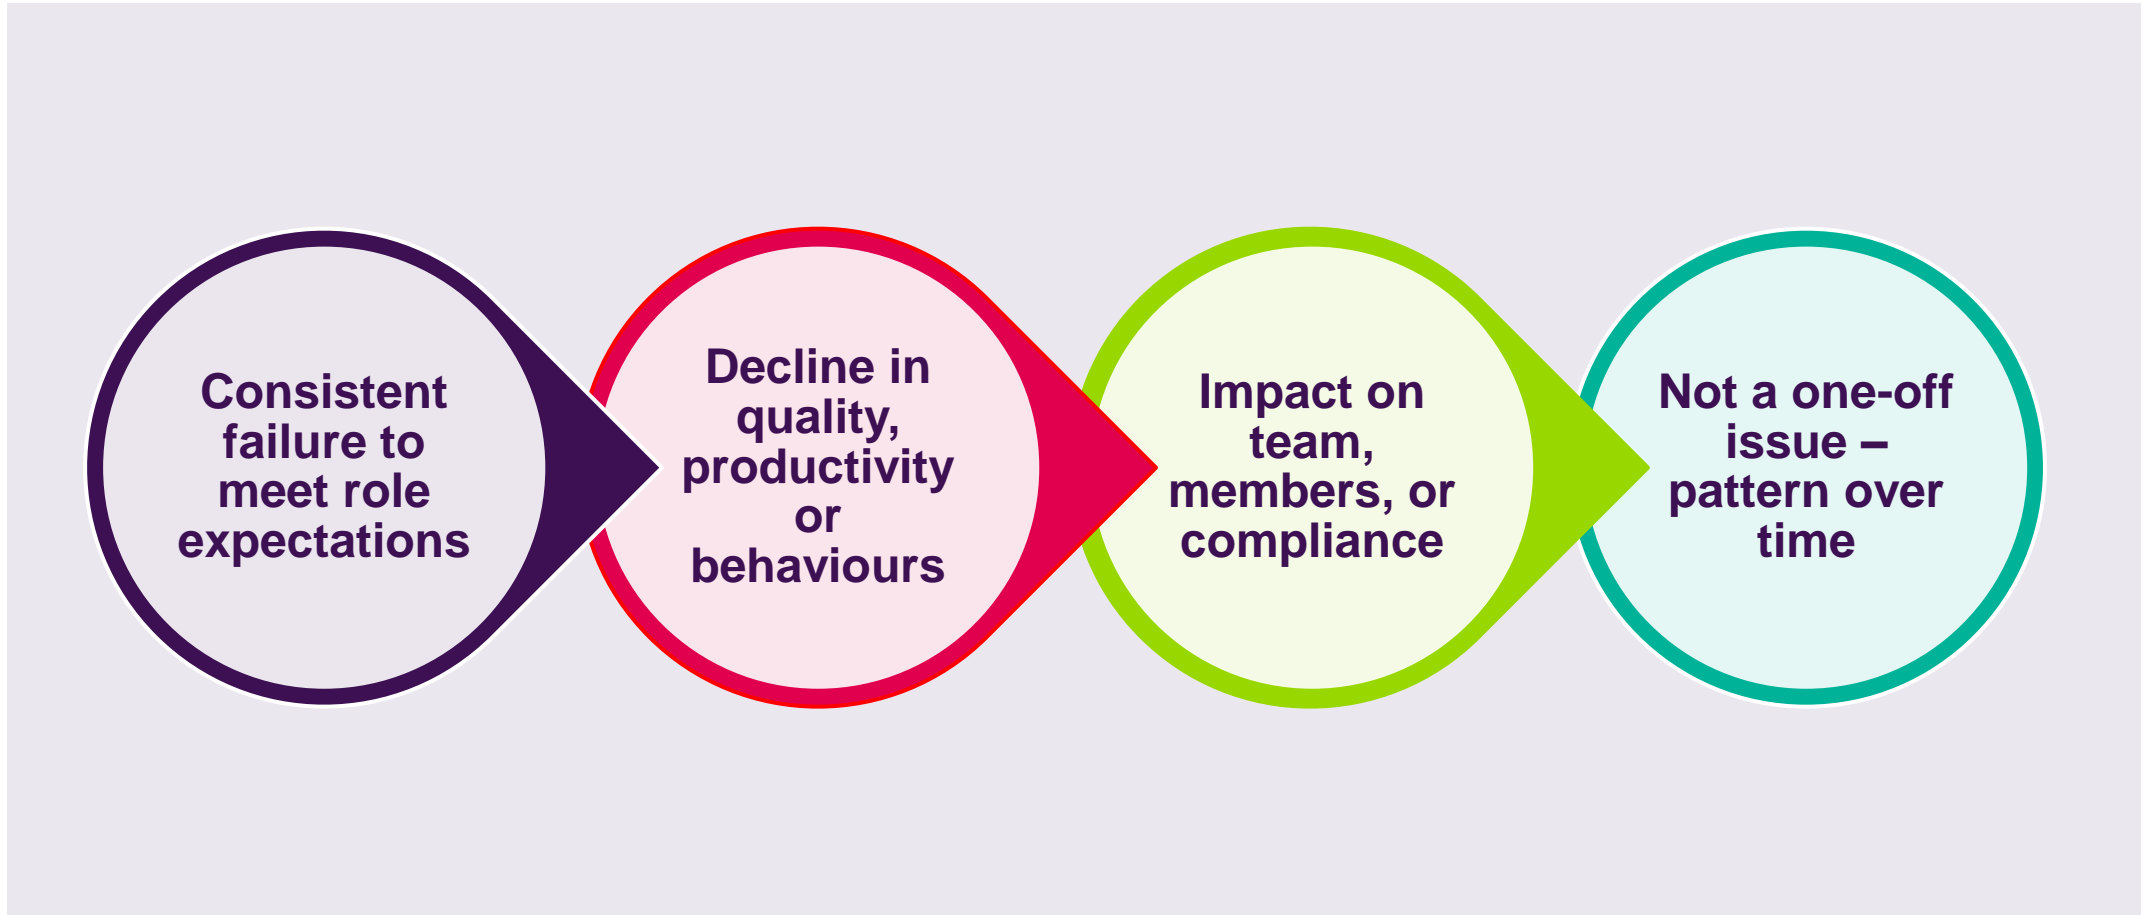 Consistent
failure to
meet role
expectations
Decline in
quality,
productivity
or
behaviours
Impact on
team,
members, or
compliance
Not a one-off
issue –
pattern over
time